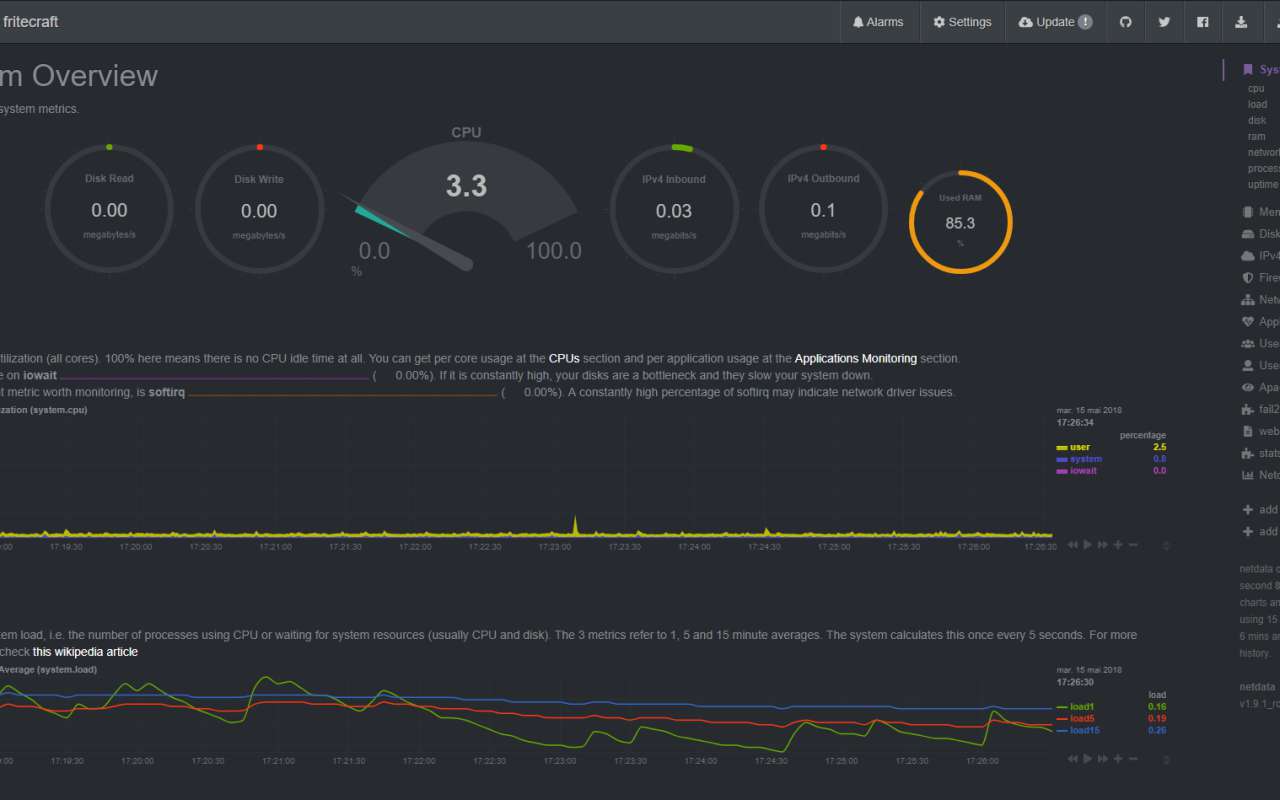 fritecraft
Alarms
Settings
Update !
m Overview
system metrics.
Disk Read
0.00
megabytes/s
Disk Write
0.00
megabytes/s
CPU
3.3
0.0
100.0
%
IPv4 Inbound
0.03
megabits/s
IPv4 Outbound
0.1
megabits/s
Used RAM
85.3
%
tilization (all cores). 100% here means there is no CPU idle time at all. You can get per core usage at the CPUs section and per application usage at the Applications Monitoring section.
e on iowait ( 0.00%). If it is constantly high, your disks are a bottleneck and they slow your system down.
t metric worth monitoring, is softirq ( 0.00%). A constantly high percentage of softirq may indicate network driver issues.
zation (system.cpu)
mar. 15 mai 2018
17:26:34
percentage
user 2.5
system 0.8
iowait 0.0
:00 17:19:30 17:20:00 17:20:30 17:21:00 17:21:30 17:22:00 17:22:30 17:23:00 17:23:30 17:24:00 17:24:30 17:25:00 17:25:30 17:26:00 17:26:30
tem load, i.e. the number of processes using CPU or waiting for system resources (usually CPU and disk). The 3 metrics refer to 1, 5 and 15 minute averages. The system calculates this once every 5 seconds. For more
check this wikipedia article
Average (system.load)
mar. 15 mai 2018
17:26:30
load
load1 0.16
load5 0.19
load15 0.26
:00 17:19:30 17:20:00 17:20:30 17:21:00 17:21:30 17:22:00 17:22:30 17:23:00 17:23:30 17:24:00 17:24:30 17:25:00 17:25:30 17:26:00
Sys
cpu
load
disk
ram
network
process
uptime
Mem
Disk
IPv4
Fire
Netw
Appl
Use
Use
Apa
fail2
web
stats
Netd
add
add
netdata c
second 8
charts an
using 15
6 mins an
history.
netdata
v1.9.1_rc